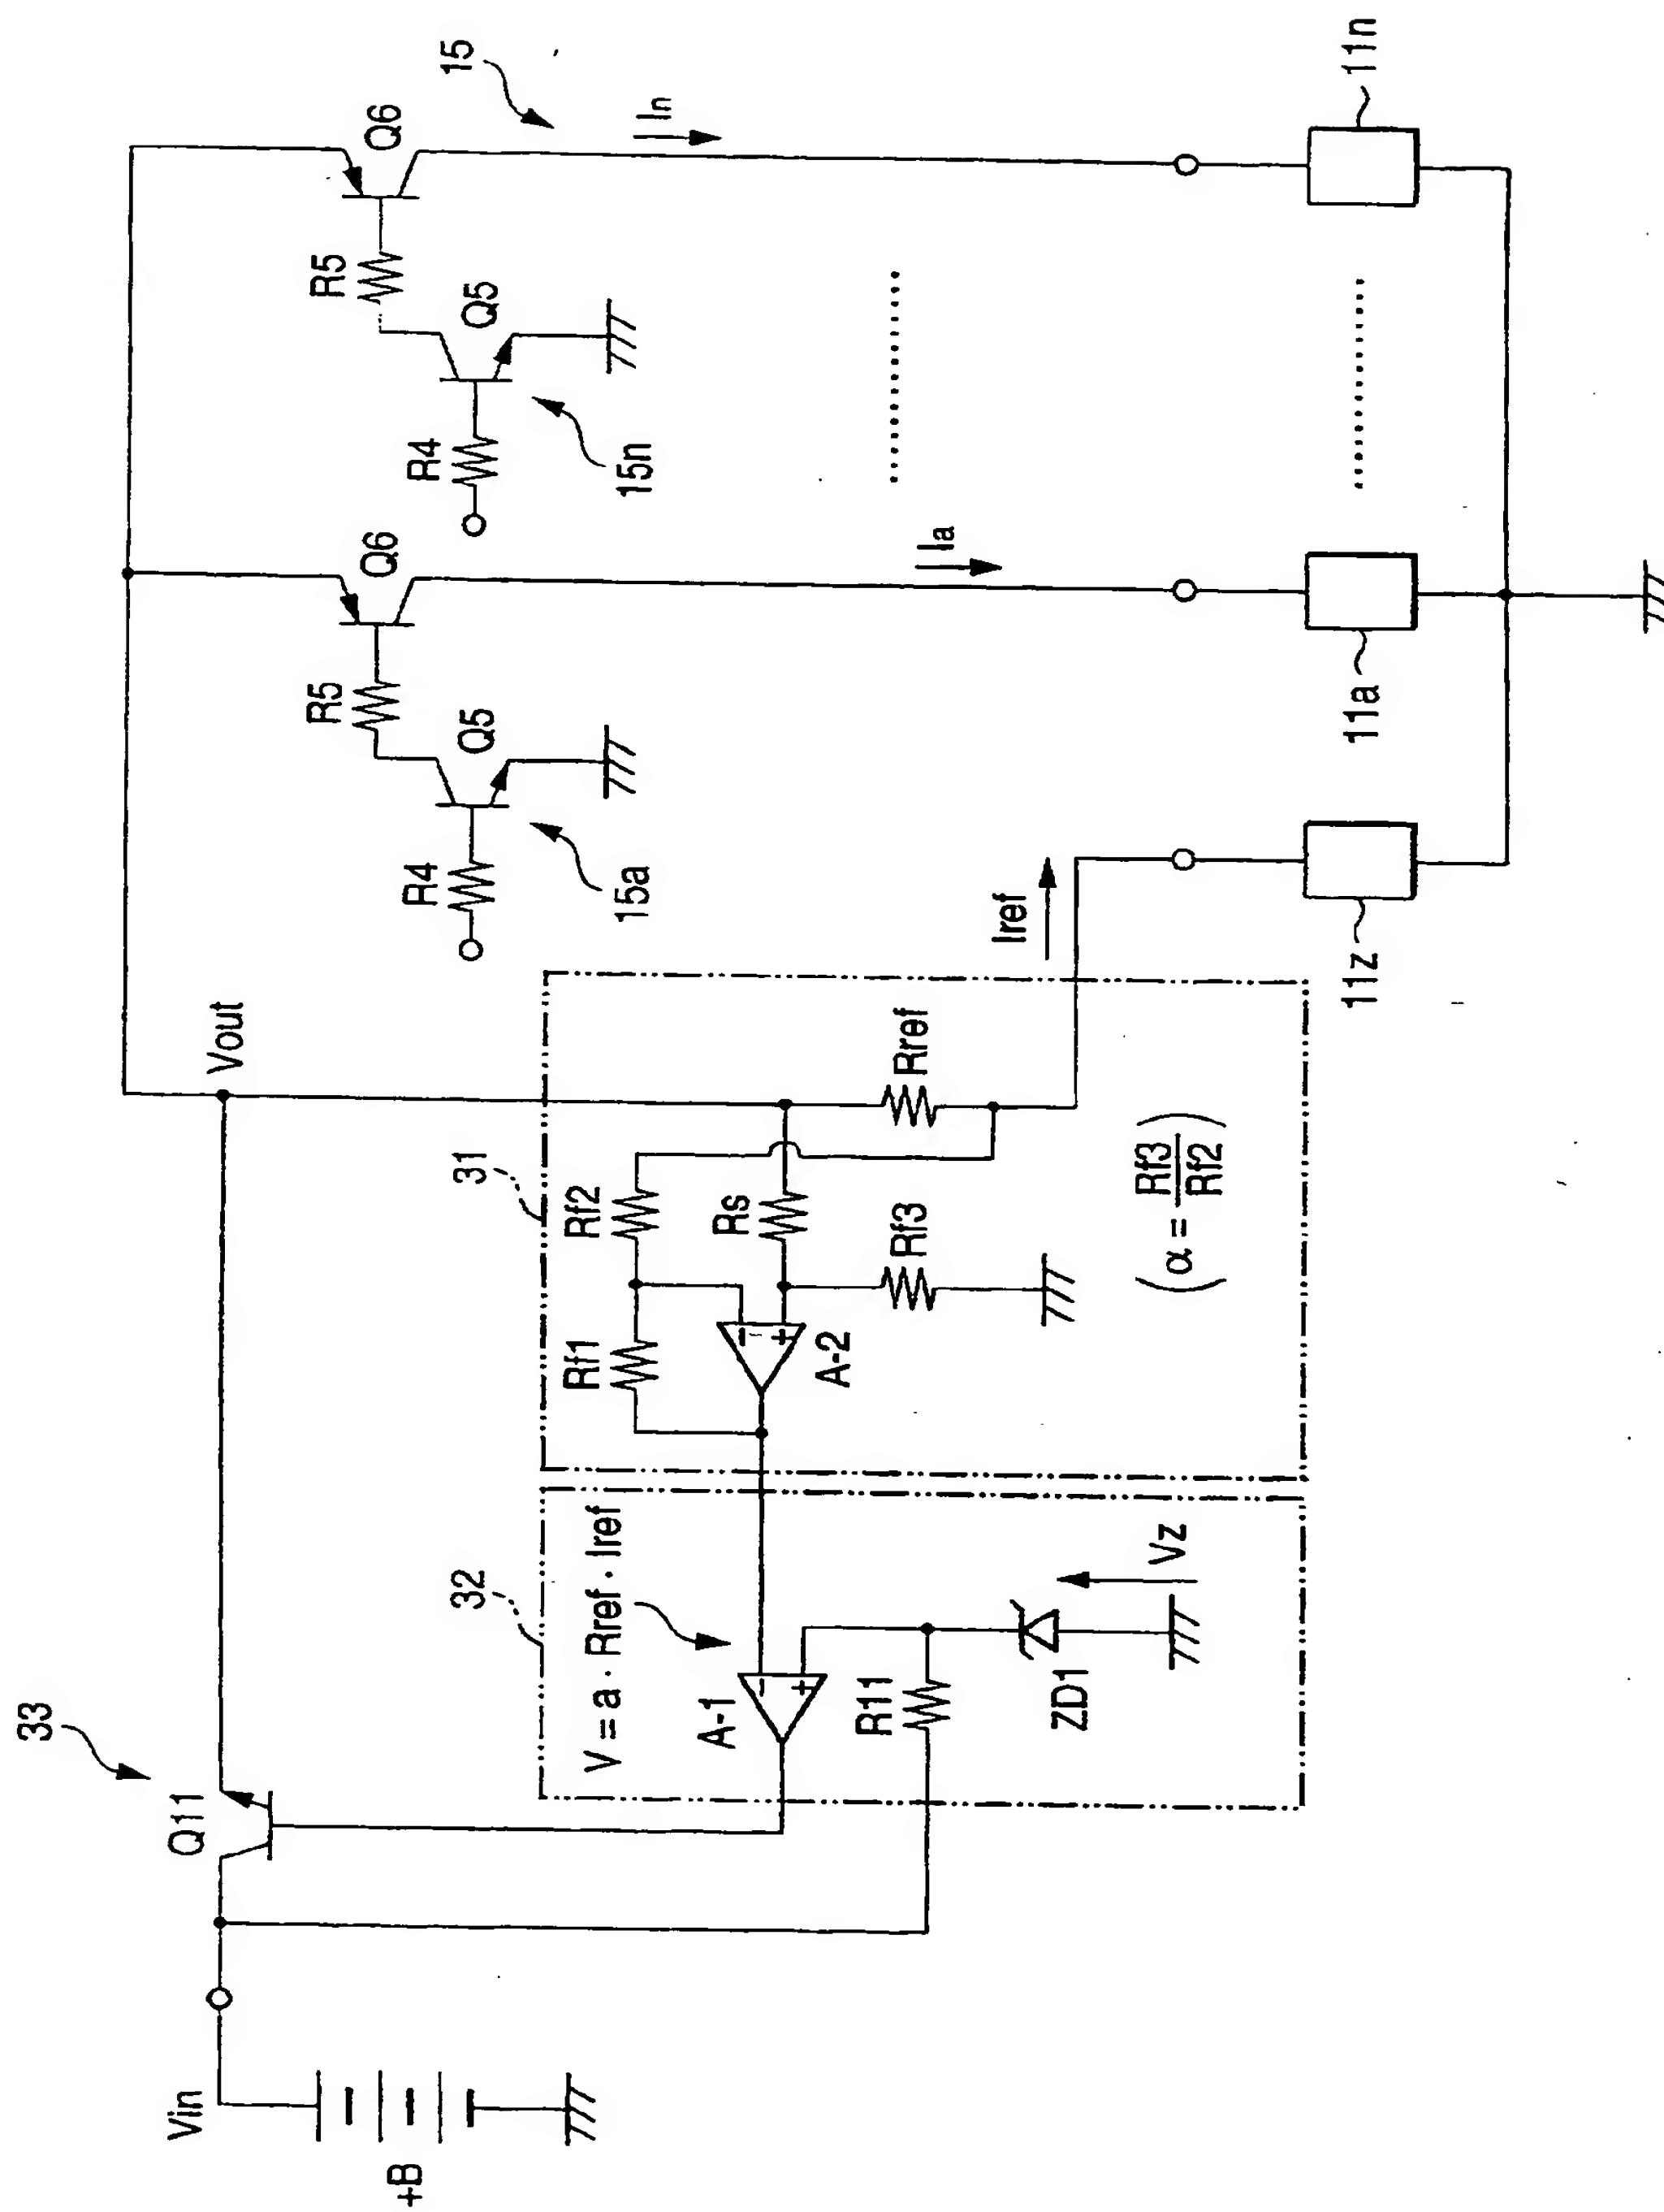 +B
Vin
33
Q11
32
V = a · Rref · Iref
A-1
R11
ZD1
Vz
31
Rf1
Rf2
Rs
A-2
Rf3
Rref
(α = Rf3
Rf2)
Vout
Iref
11z
R4
R5
Q5
Q6
15a
Ia
11a
R4
R5
Q5
Q6
15n
In
15
11n